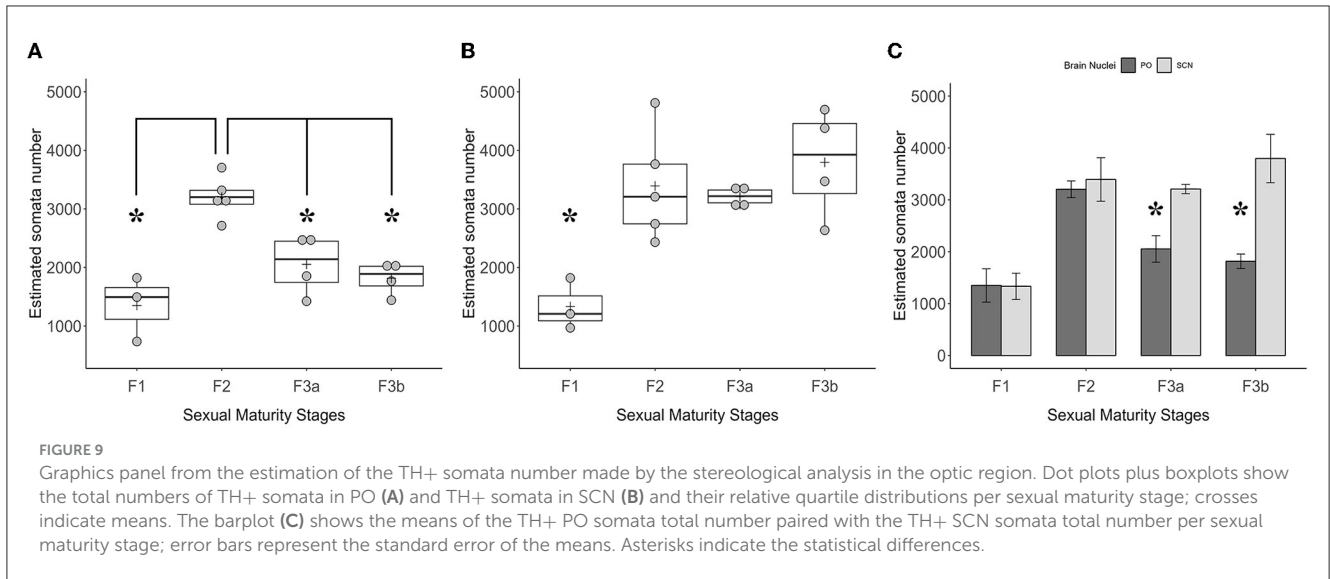 A
Estimated somata number
5000
4000
3000
2000
1000
*
*
*
F1 F2 F3a F3b
Sexual Maturity Stages
B
Estimated somata number
5000
4000
3000
2000
1000
*
F1 F2 F3a F3b
Sexual Maturity Stages
C
Brain Nuclei PO SCN
Estimated somata number
5000
4000
3000
2000
1000
0
*
*
F1 F2 F3a F3b
Sexual Maturity Stages
FIGURE 9
Graphics panel from the estimation of the TH+ somata number made by the stereological analysis in the optic region. Dot plots plus boxplots show
the total numbers of TH+ somata in PO (A) and TH+ somata in SCN (B) and their relative quartile distributions per sexual maturity stage; crosses
indicate means. The barplot (C) shows the means of the TH+ PO somata total number paired with the TH+ SCN somata total number per sexual
maturity stage; error bars represent the standard error of the means. Asterisks indicate the statistical differences.